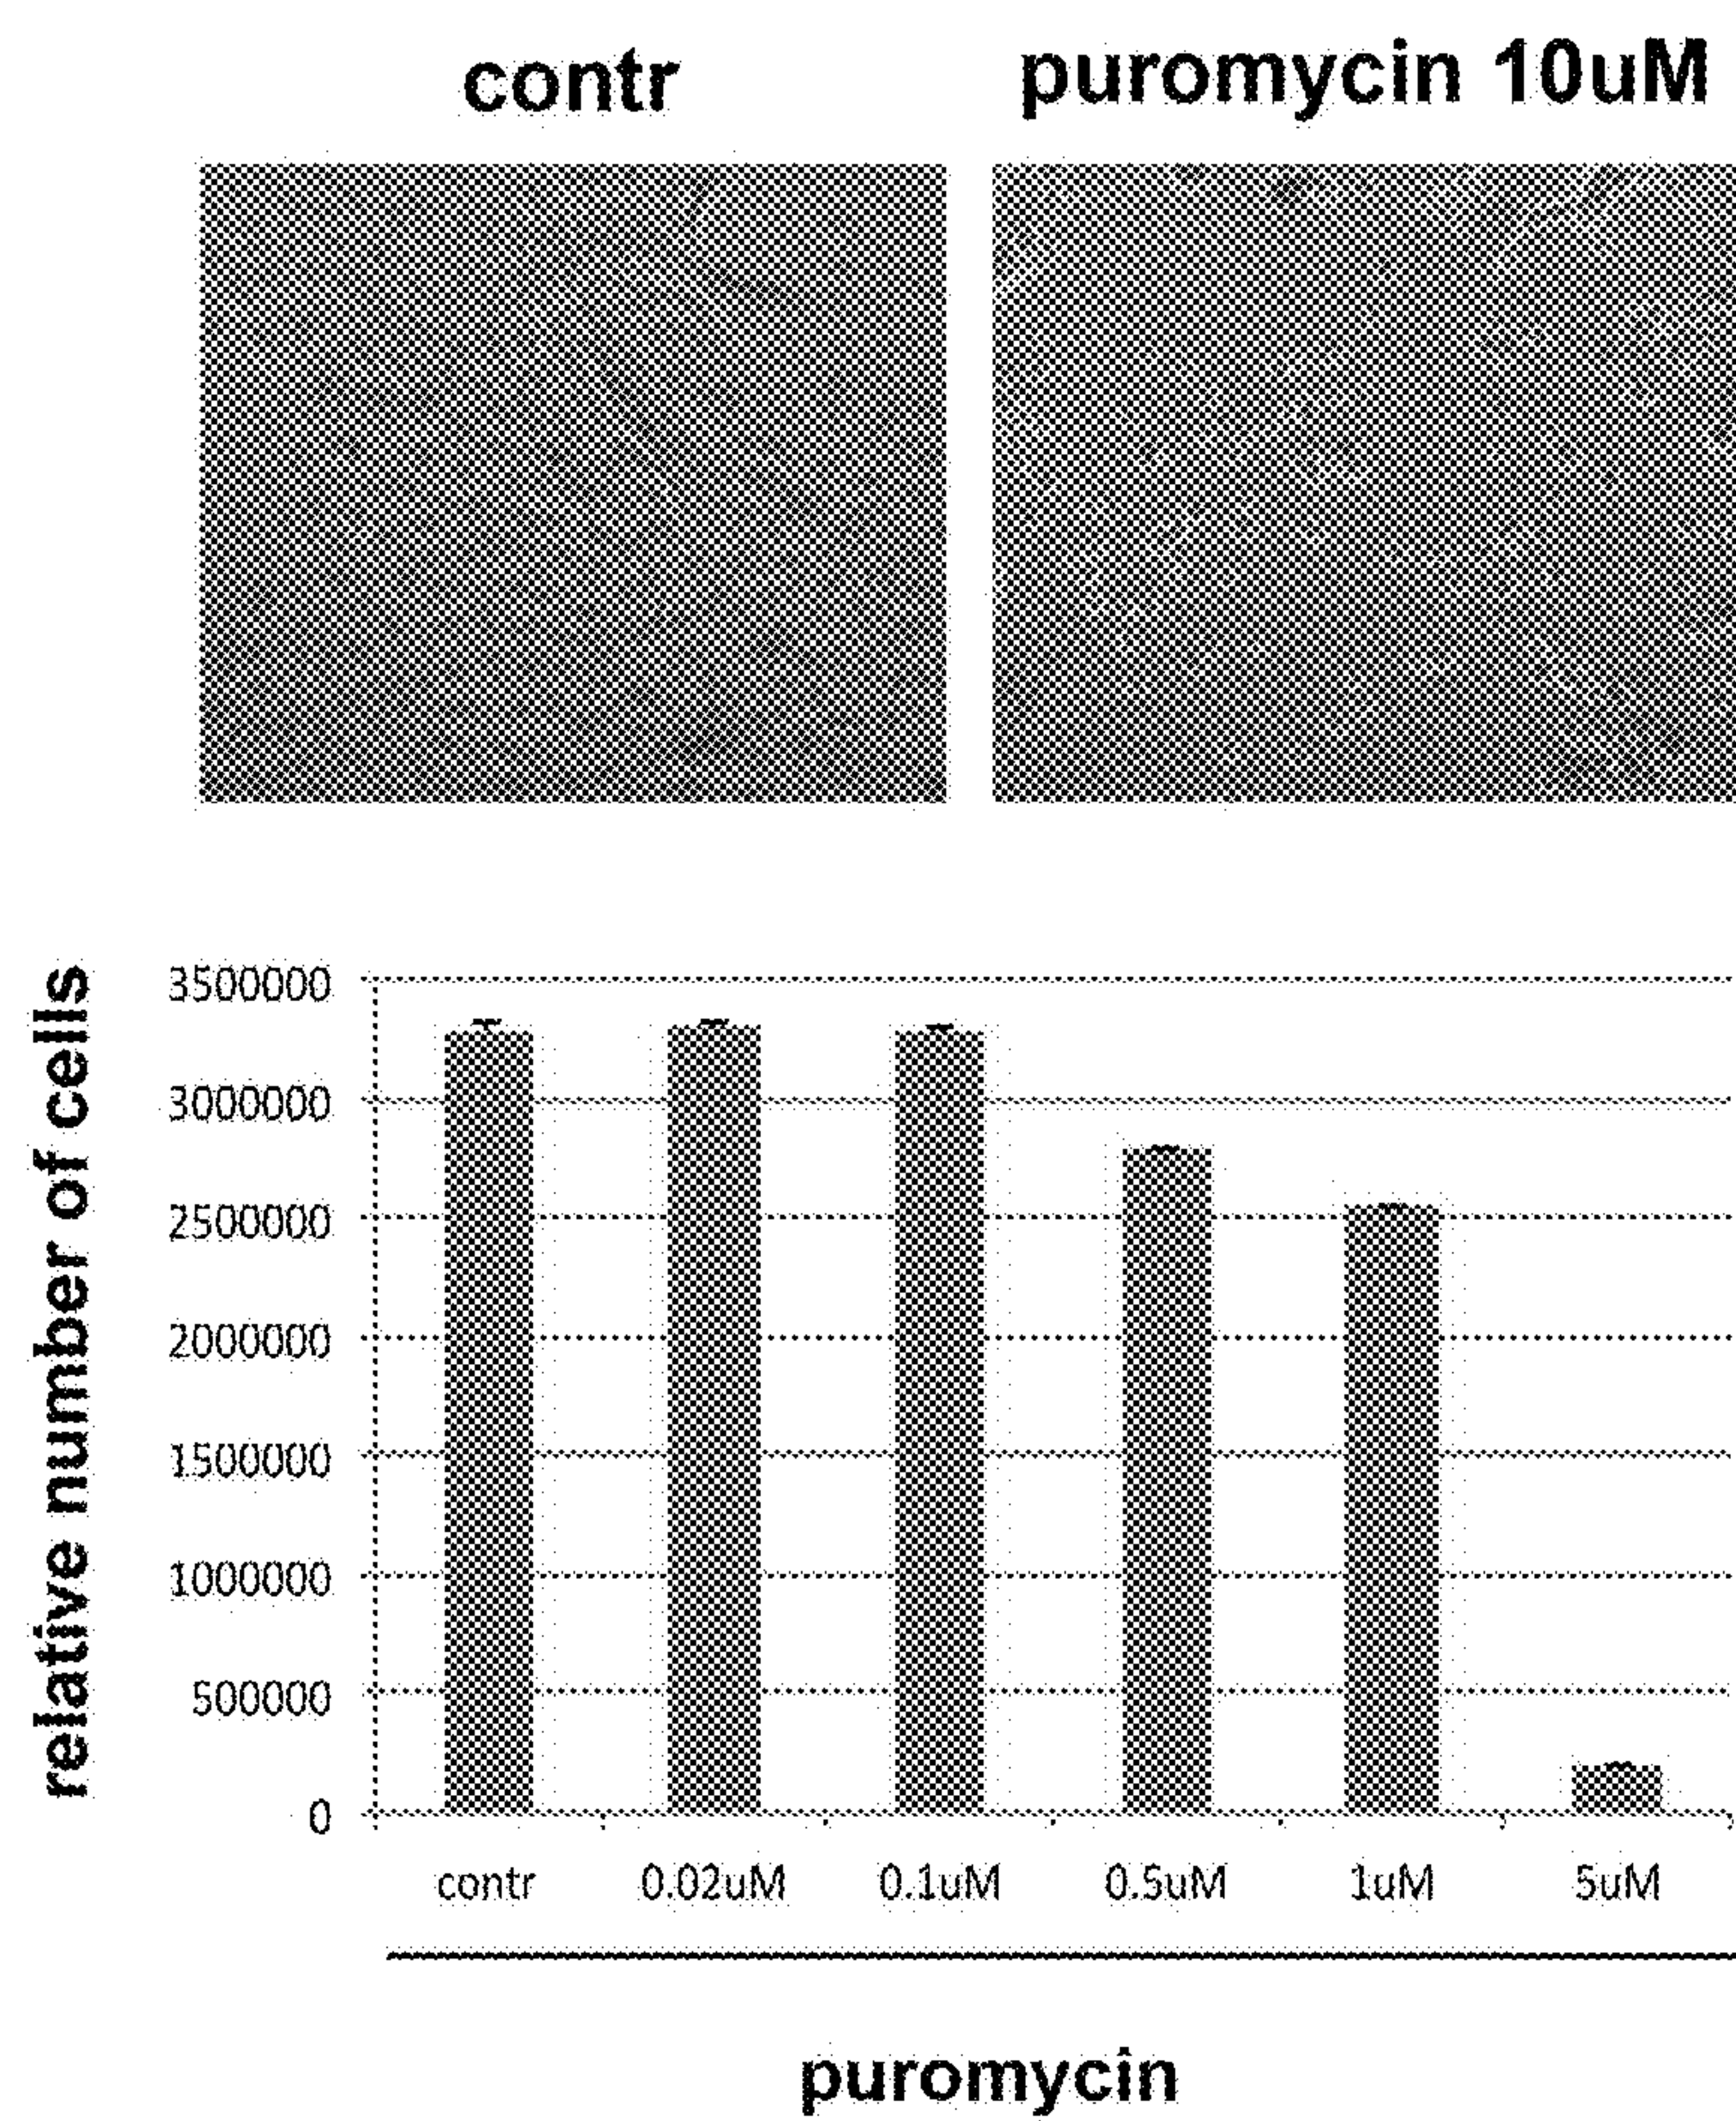 contr
puromycin 10uM
relative number of cells
3500000
3000000
2500000
2000000
1500000
1000000
500000
0
contr
0.02uM
0.1uM
0.5uM
1uM
5uM
puromycin